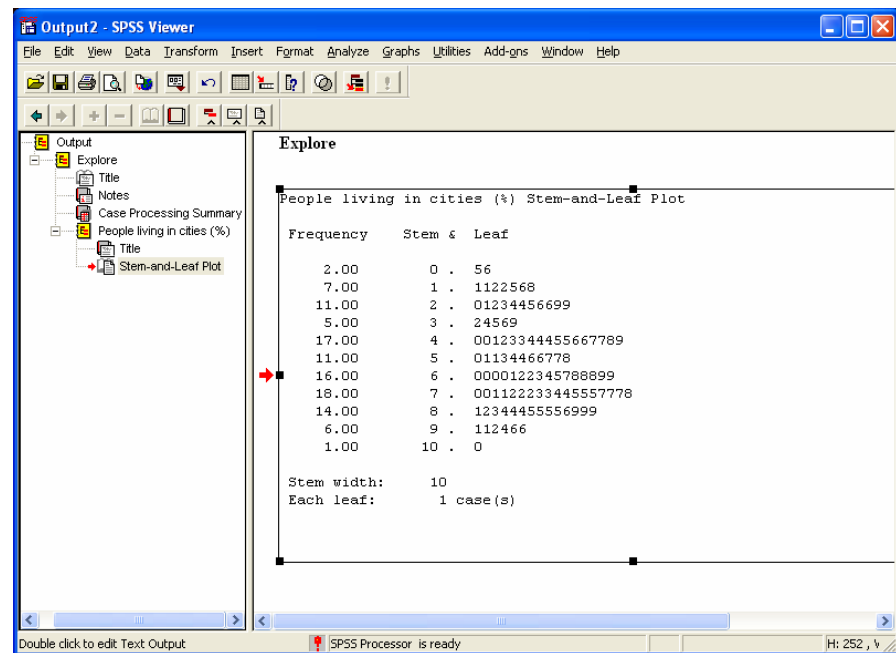 Output2 - SPSS Viewer
File Edit View Data Transform Insert Format Analyze Graphs Utilities Add-ons Window Help
Output
Explore
Title
Notes
Case Processing Summary
People living in cities (%)
Title
Stem-and-Leaf Plot
Explore
People living in cities (%) Stem-and-Leaf Plot
Frequency Stem & Leaf
2.00 0 . 56
7.00 1 . 1122568
11.00 2 . 01234456699
5.00 3 . 24569
17.00 4 . 00123344455667789
11.00 5 . 01134466778
16.00 6 . 0000122345788899
18.00 7 . 001122233445557778
14.00 8 . 12344455556999
6.00 9 . 112466
1.00 10 . 0
Stem width: 10
Each leaf: 1 case(s)
Double click to edit Text Output
SPSS Processor is ready
H: 252 ,